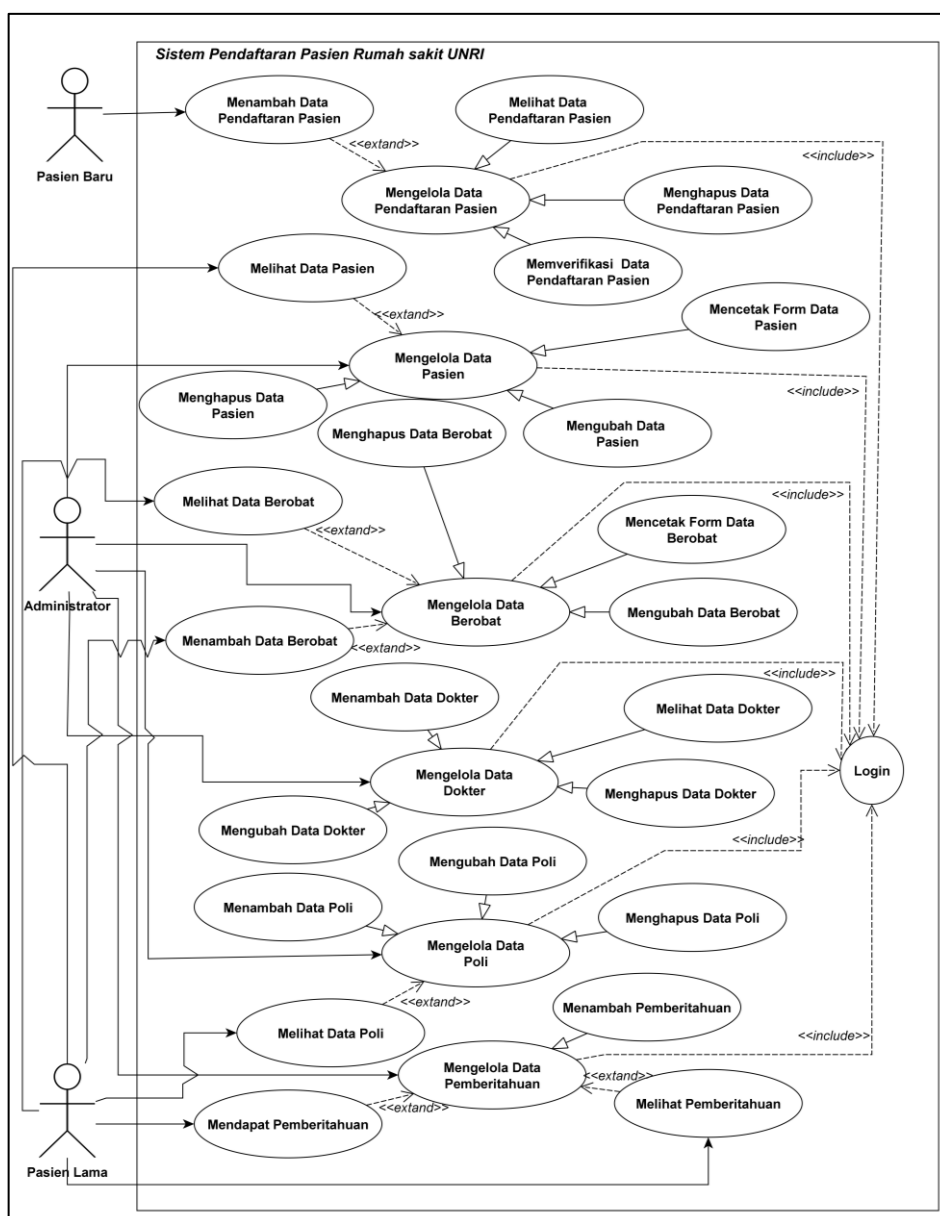 Sistem Pendaftaran Pasien Rumah sakit UNRI
Pasien Baru
Menambah Data
Pendaftaran Pasien
Melihat Data
Pendaftaran Pasien
<<extand>>
<<include>>
Mengelola Data
Pendaftaran Pasien
Menghapus Data
Pendaftaran Pasien
Memverifikasi Data
Pendaftaran Pasien
Melihat Data Pasien
<<extand>>
Mencetak Form Data
Pasien
Mengelola Data
Pasien
<<include>>
Menghapus Data
Pasien
Mengubah Data
Pasien
Menghapus Data Berobat
Melihat Data Berobat
<<extand>>
<<include>>
Mencetak Form Data
Berobat
Administrator
Mengelola Data
Berobat
Mengubah Data Berobat
Menambah Data Berobat
<<extand>>
<<include>>
Menambah Data Dokter
Melihat Data Dokter
Mengelola Data
Dokter
Login
Menghapus Data Dokter
Mengubah Data Dokter
<<include>>
Mengubah Data Poli
Menambah Data Poli
Menghapus Data Poli
Mengelola Data
Poli
<<extand>>
Melihat Data Poli
Menambah Pemberitahuan
<<include>>
Mengelola Data
Pemberitahuan
<<extand>>
Melihat Pemberitahuan
<<extand>>
Mendapat Pemberitahuan
Pasien Lama